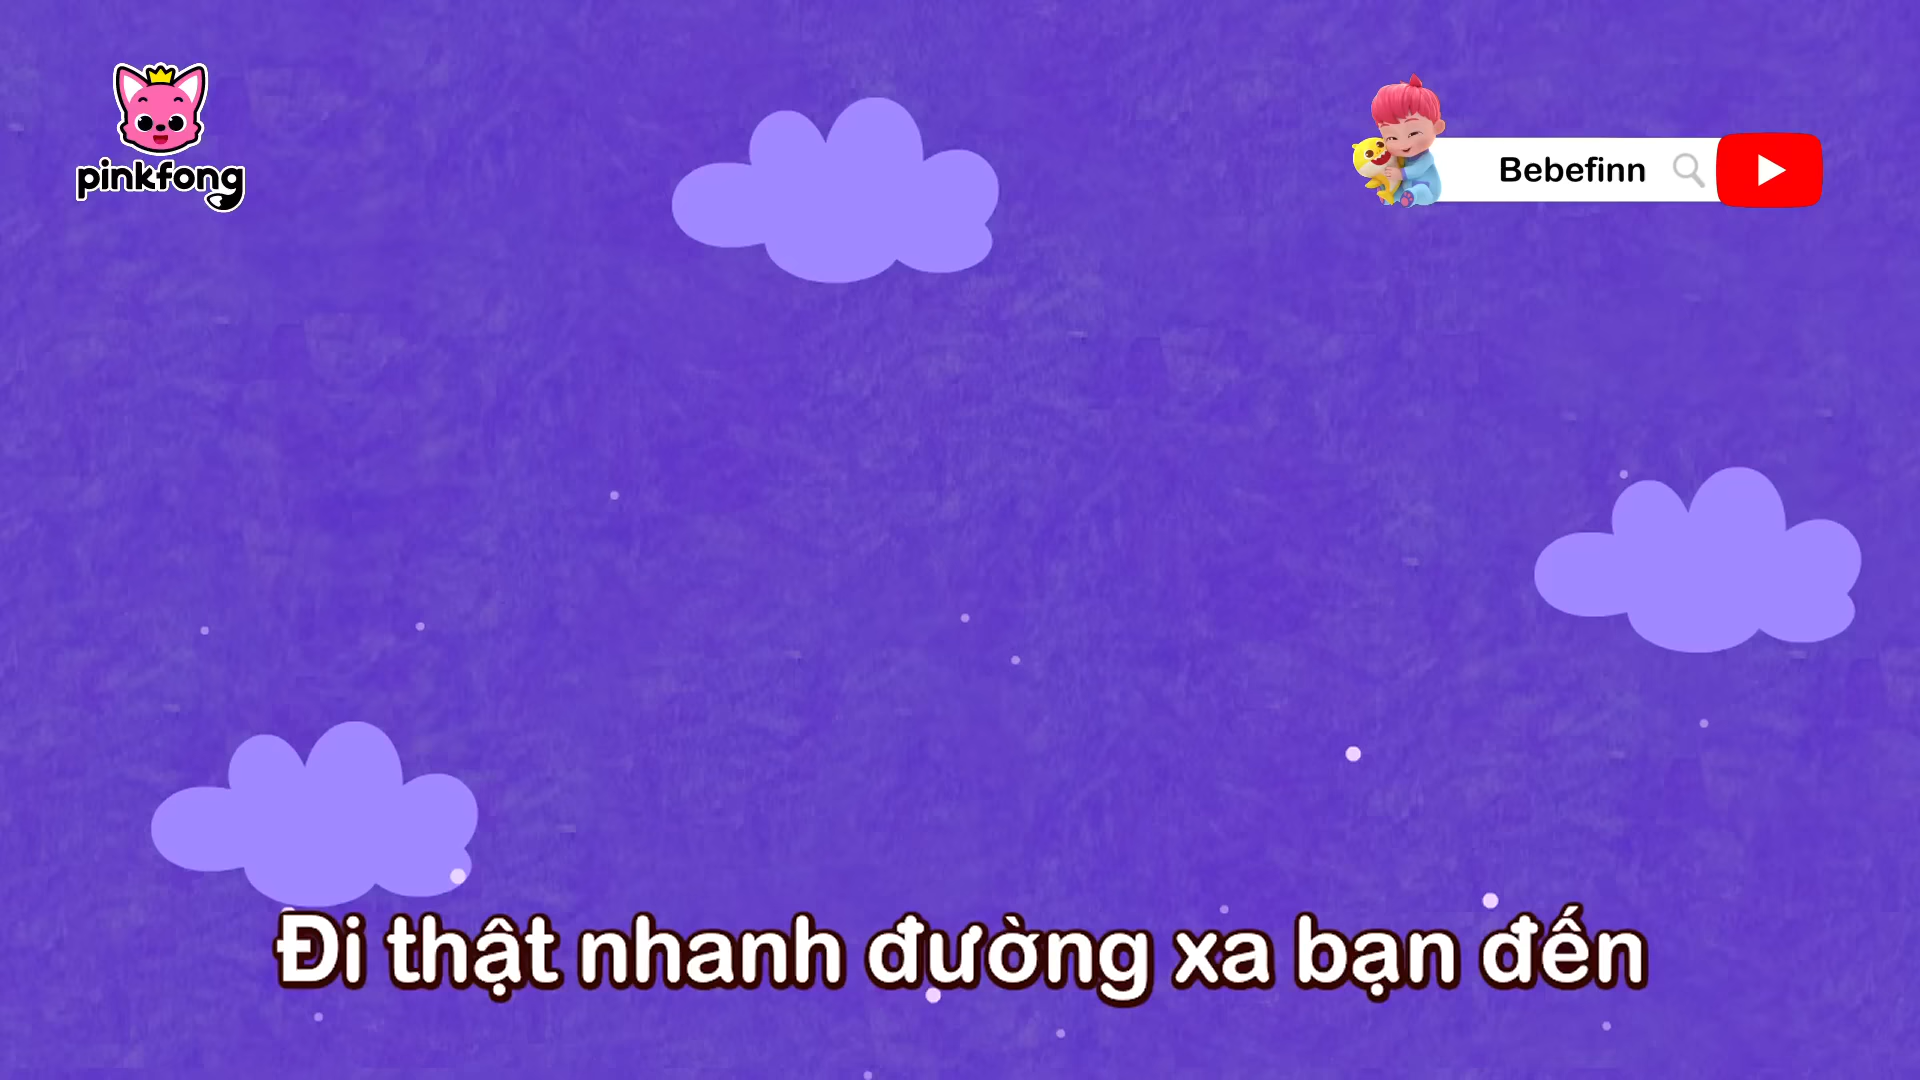 pinkfong
Bebefinn
Đi thật nhanh đường xa bạn đến